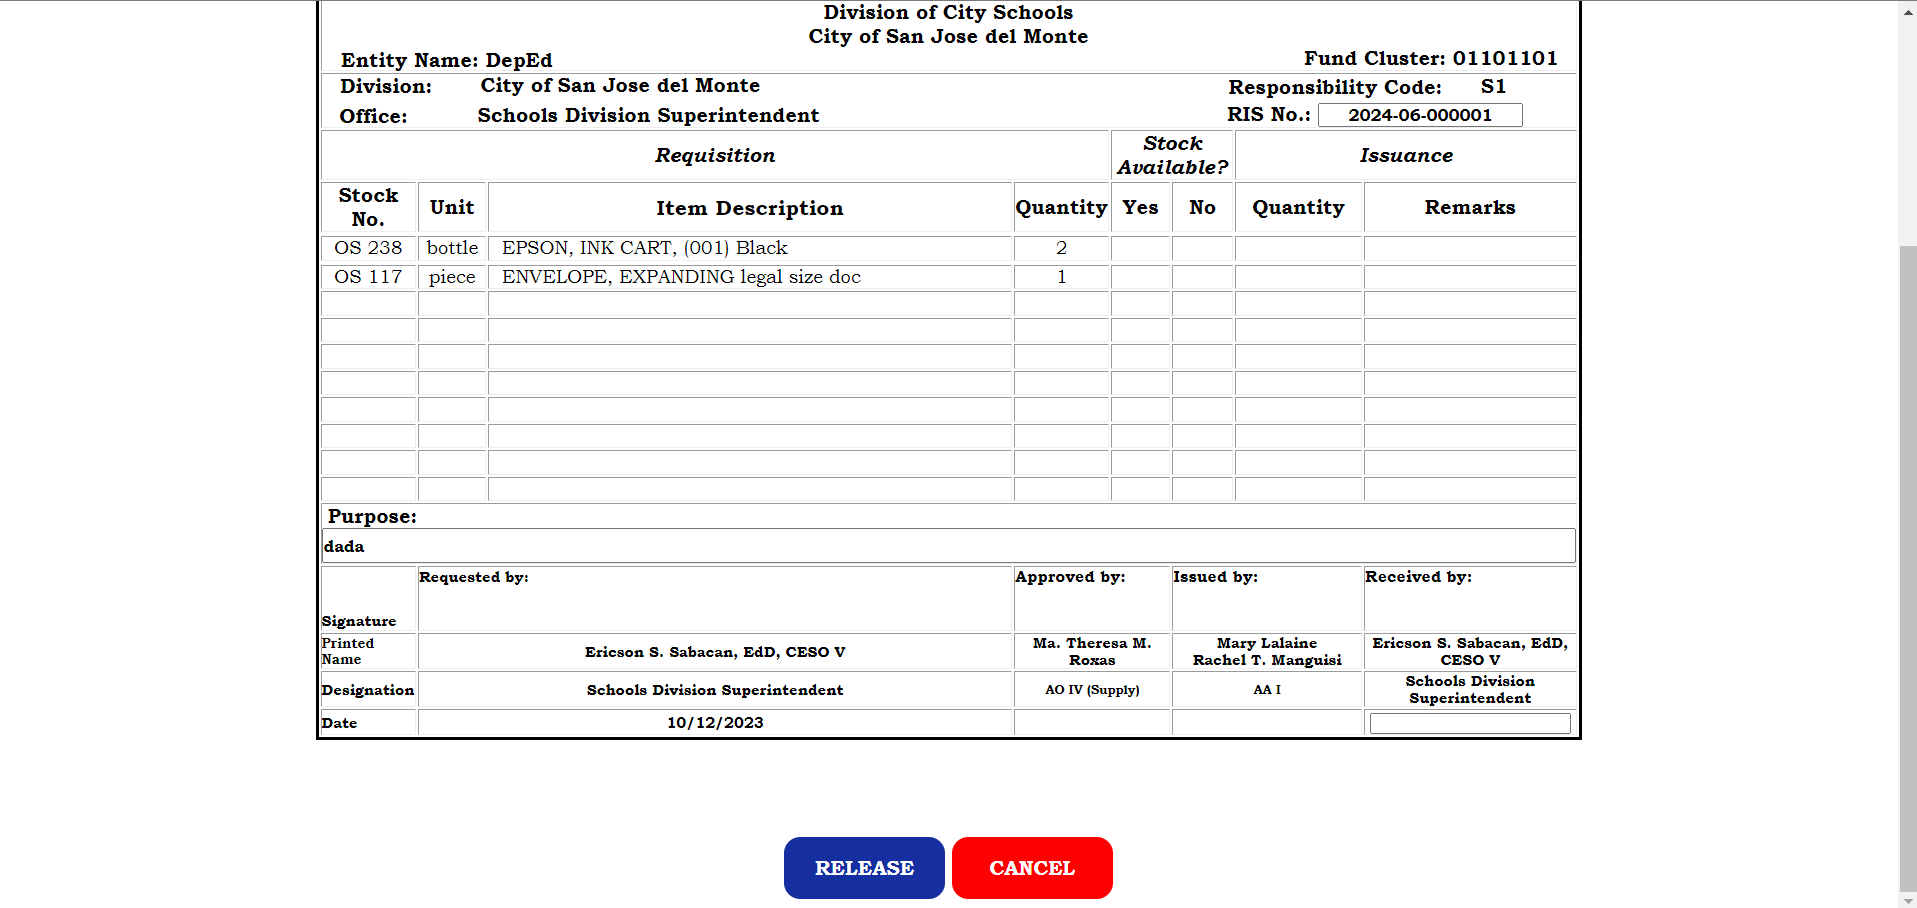 Division of City Schools
City of San Jose del Monte
Entity Name: DepEd
Fund Cluster: 01101101
Division: City of San Jose del Monte
Responsibility Code: S1
Office: Schools Division Superintendent
RIS No.: 2024-06-000001
Requisition
Stock
Available?
Issuance
Stock
No.
Unit
Item Description
Quantity
Yes
No
Quantity
Remarks
OS 238 bottle EPSON, INK CART, (001) Black 2
OS 117 piece ENVELOPE, EXPANDING legal size doc 1
Purpose:
dada
Signature
Requested by:
Approved by:
Issued by:
Received by:
Printed
Name
Ericson S. Sabacan, EdD, CESO V
Ma. Theresa M.
Roxas
Mary Lalaine
Rachel T. Manguisi
Ericson S. Sabacan, EdD,
CESO V
Designation
Schools Division Superintendent
AO IV (Supply)
AA I
Schools Division
Superintendent
Date
10/12/2023
RELEASE
CANCEL